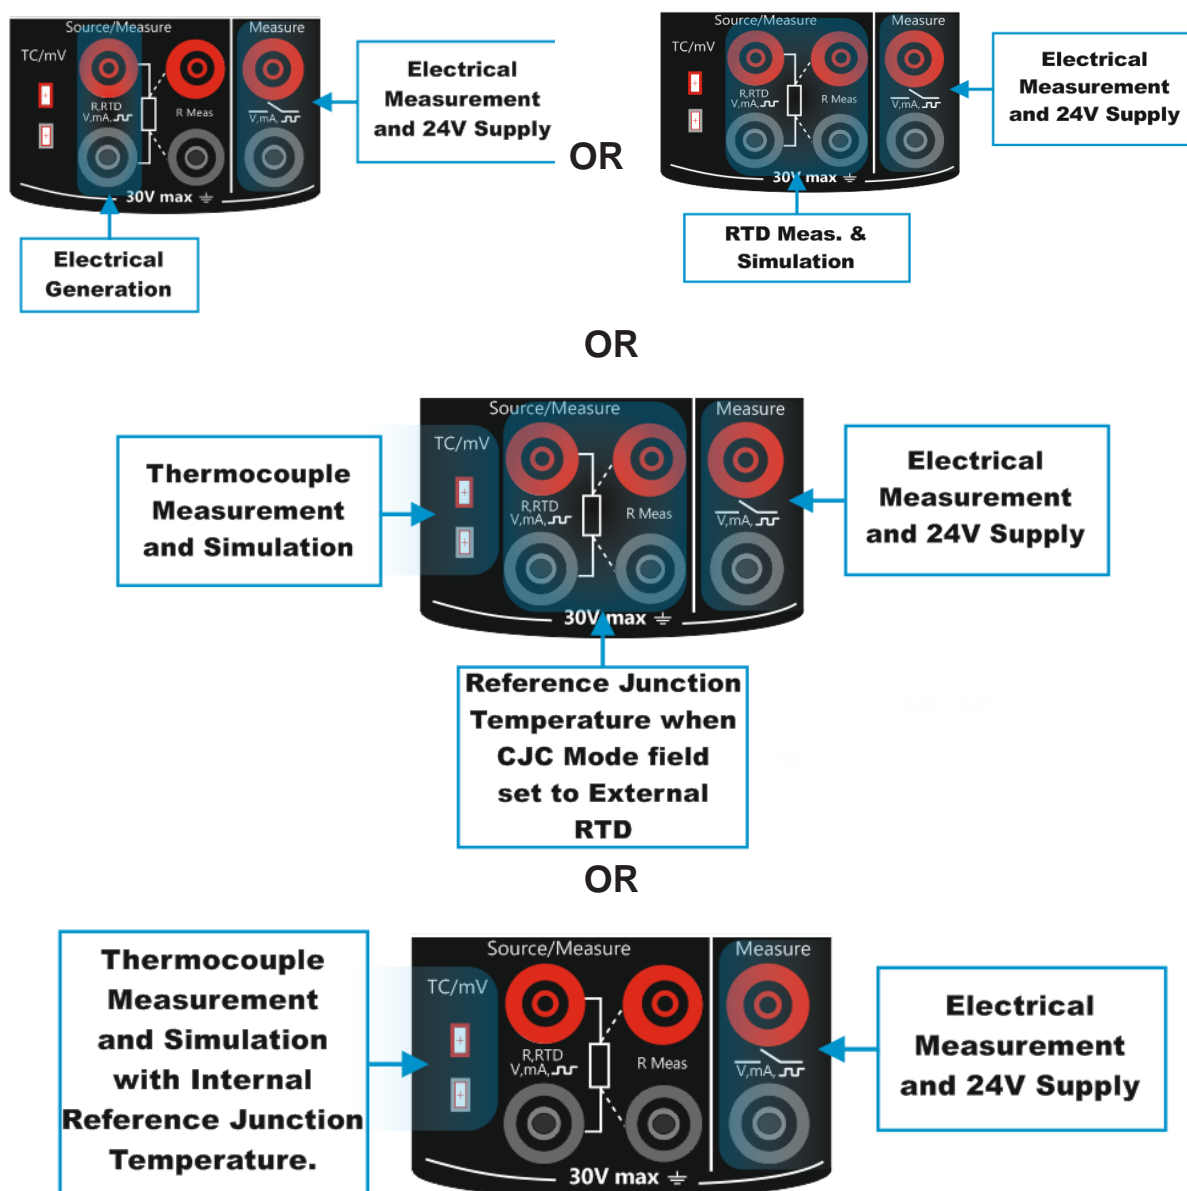 Source/Measure
Measure
TC/mV
R,RTD
V,mA,
R Meas
V,mA,
30V max
Electrical
Measurement
and 24V Supply
Electrical
Generation
OR
Source/Measure
Measure
TC/mV
R,RTD
V,mA,
R Meas
V,mA,
30V max
Electrical
Measurement
and 24V Supply
RTD Meas. &
Simulation
OR
Thermocouple
Measurement
and Simulation
Source/Measure
Measure
TC/mV
R,RTD
V,mA,
R Meas
V,mA,
30V max
Electrical
Measurement
and 24V Supply
Reference Junction
Temperature when
CJC Mode field
set to External
RTD
OR
Thermocouple
Measurement
and Simulation
with Internal
Reference Junction
Temperature.
Source/Measure
Measure
TC/mV
R,RTD
V,mA,
R Meas
V,mA,
30V max
Electrical
Measurement
and 24V Supply